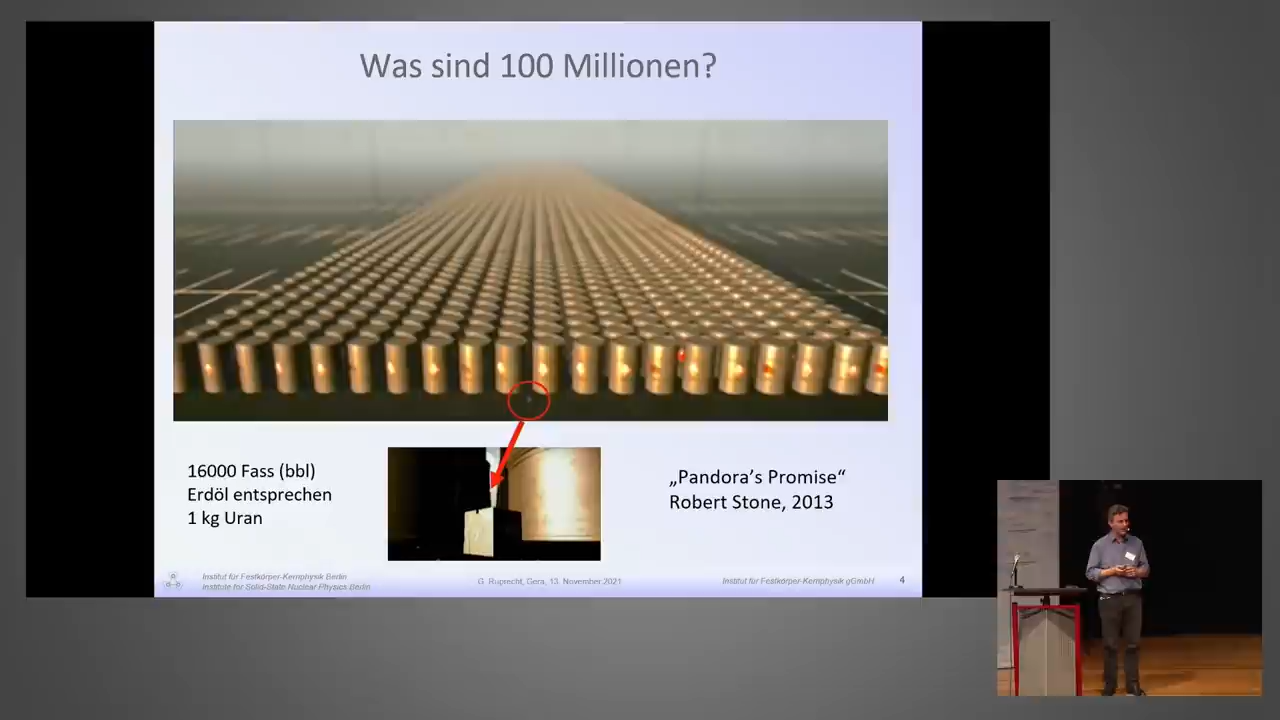 Was sind 100 Millionen?
16000 Fass (bbl)
Erdöl entsprechen
1 kg Uran
„Pandora’s Promise“
Robert Stone, 2013
Institut für Festkörper-Kernphysik Berlin
Institute for Solid-State Nuclear Physics Berlin
G. Ruprecht, Gera, 13. November 2021
Institut für Festkörper-Kernphysik gGmbH
4